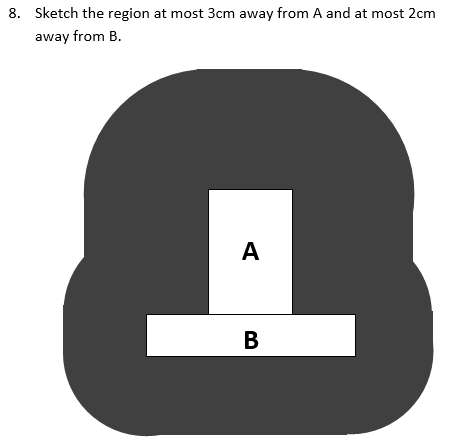 8. Sketch the region at most 3cm away from A and at most 2cm
away from B.
A
B